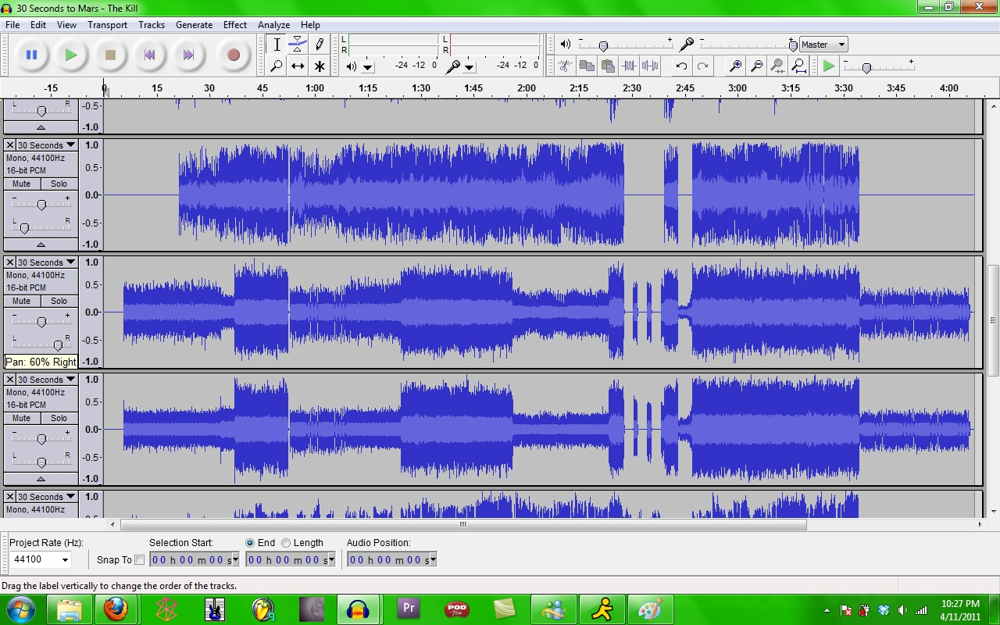 30 Seconds to Mars - The Kill
File Edit View Transport Tracks Generate Effect Analyze Help
L
R
-24 -12 0
L
R
-24 -12 0
- +
- +
Master
- +
-15 0 15 30 45 1:00 1:15 1:30 1:45 2:00 2:15 2:30 2:45 3:00 3:15 3:30 3:45 4:00
L R
-0.5
-1.0
30 Seconds
Mono, 44100Hz
16-bit PCM
Mute Solo
- +
L R
1.0
0.5
0.0
-0.5
-1.0
30 Seconds
Mono, 44100Hz
16-bit PCM
Mute Solo
- +
L R
Pan: 60% Right
1.0
0.5
0.0
-0.5
-1.0
30 Seconds
Mono, 44100Hz
16-bit PCM
Mute Solo
- +
L R
1.0
0.5
0.0
-0.5
-1.0
30 Seconds
Mono, 44100Hz
1.0
0.5
Project Rate (Hz):
44100
Snap To
Selection Start:
00 h 00 m 00 s
End Length
00 h 00 m 00 s
Audio Position:
00 h 00 m 00 s
Drag the label vertically to change the order of the tracks.
Pr
POD
10:27 PM
4/11/2011